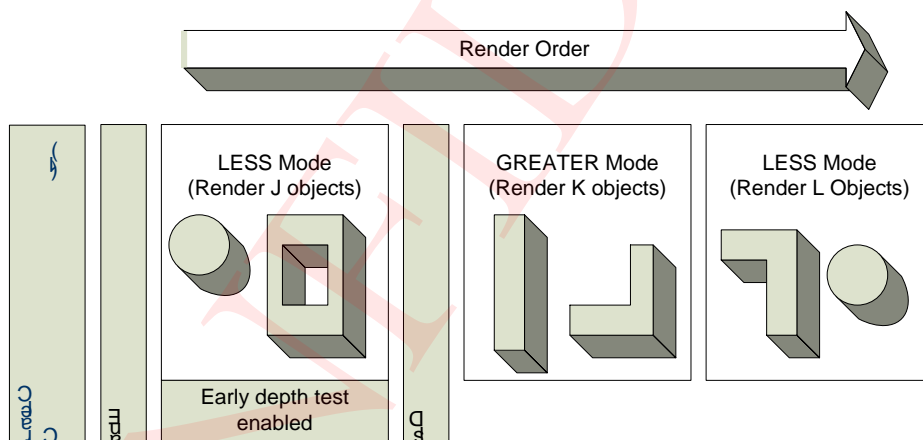 Render Order
LESS Mode
(Render J objects)
GREATER Mode
(Render K objects)
LESS Mode
(Render L Objects)
Early depth test
enabled